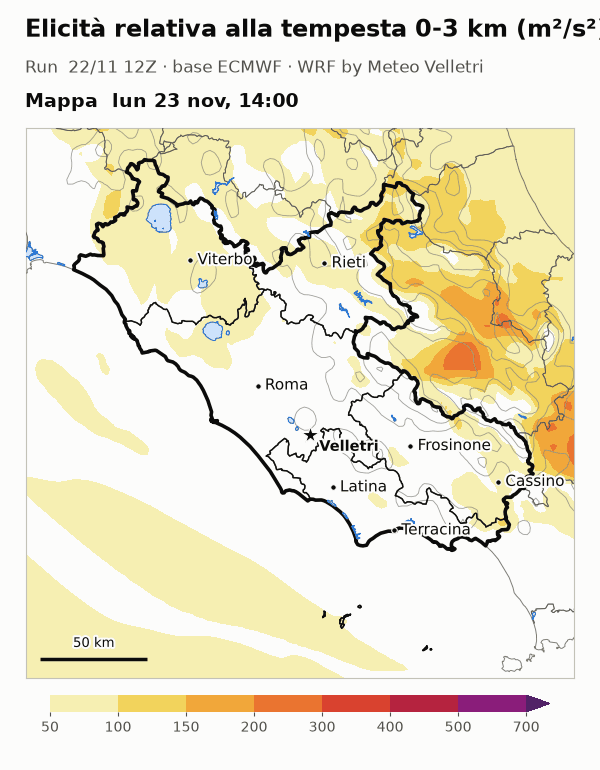 Elicità relativa alla tempesta 0-3 km (m²/s²)
Run 22/11 12Z · base ECMWF · WRF by Meteo Velletri
Mappa lun 23 nov, 14:00
Viterbo
Rieti
Roma
Velletri
Frosinone
Cassino
Latina
Terracina
50 km
50 100 150 200 300 400 500 700